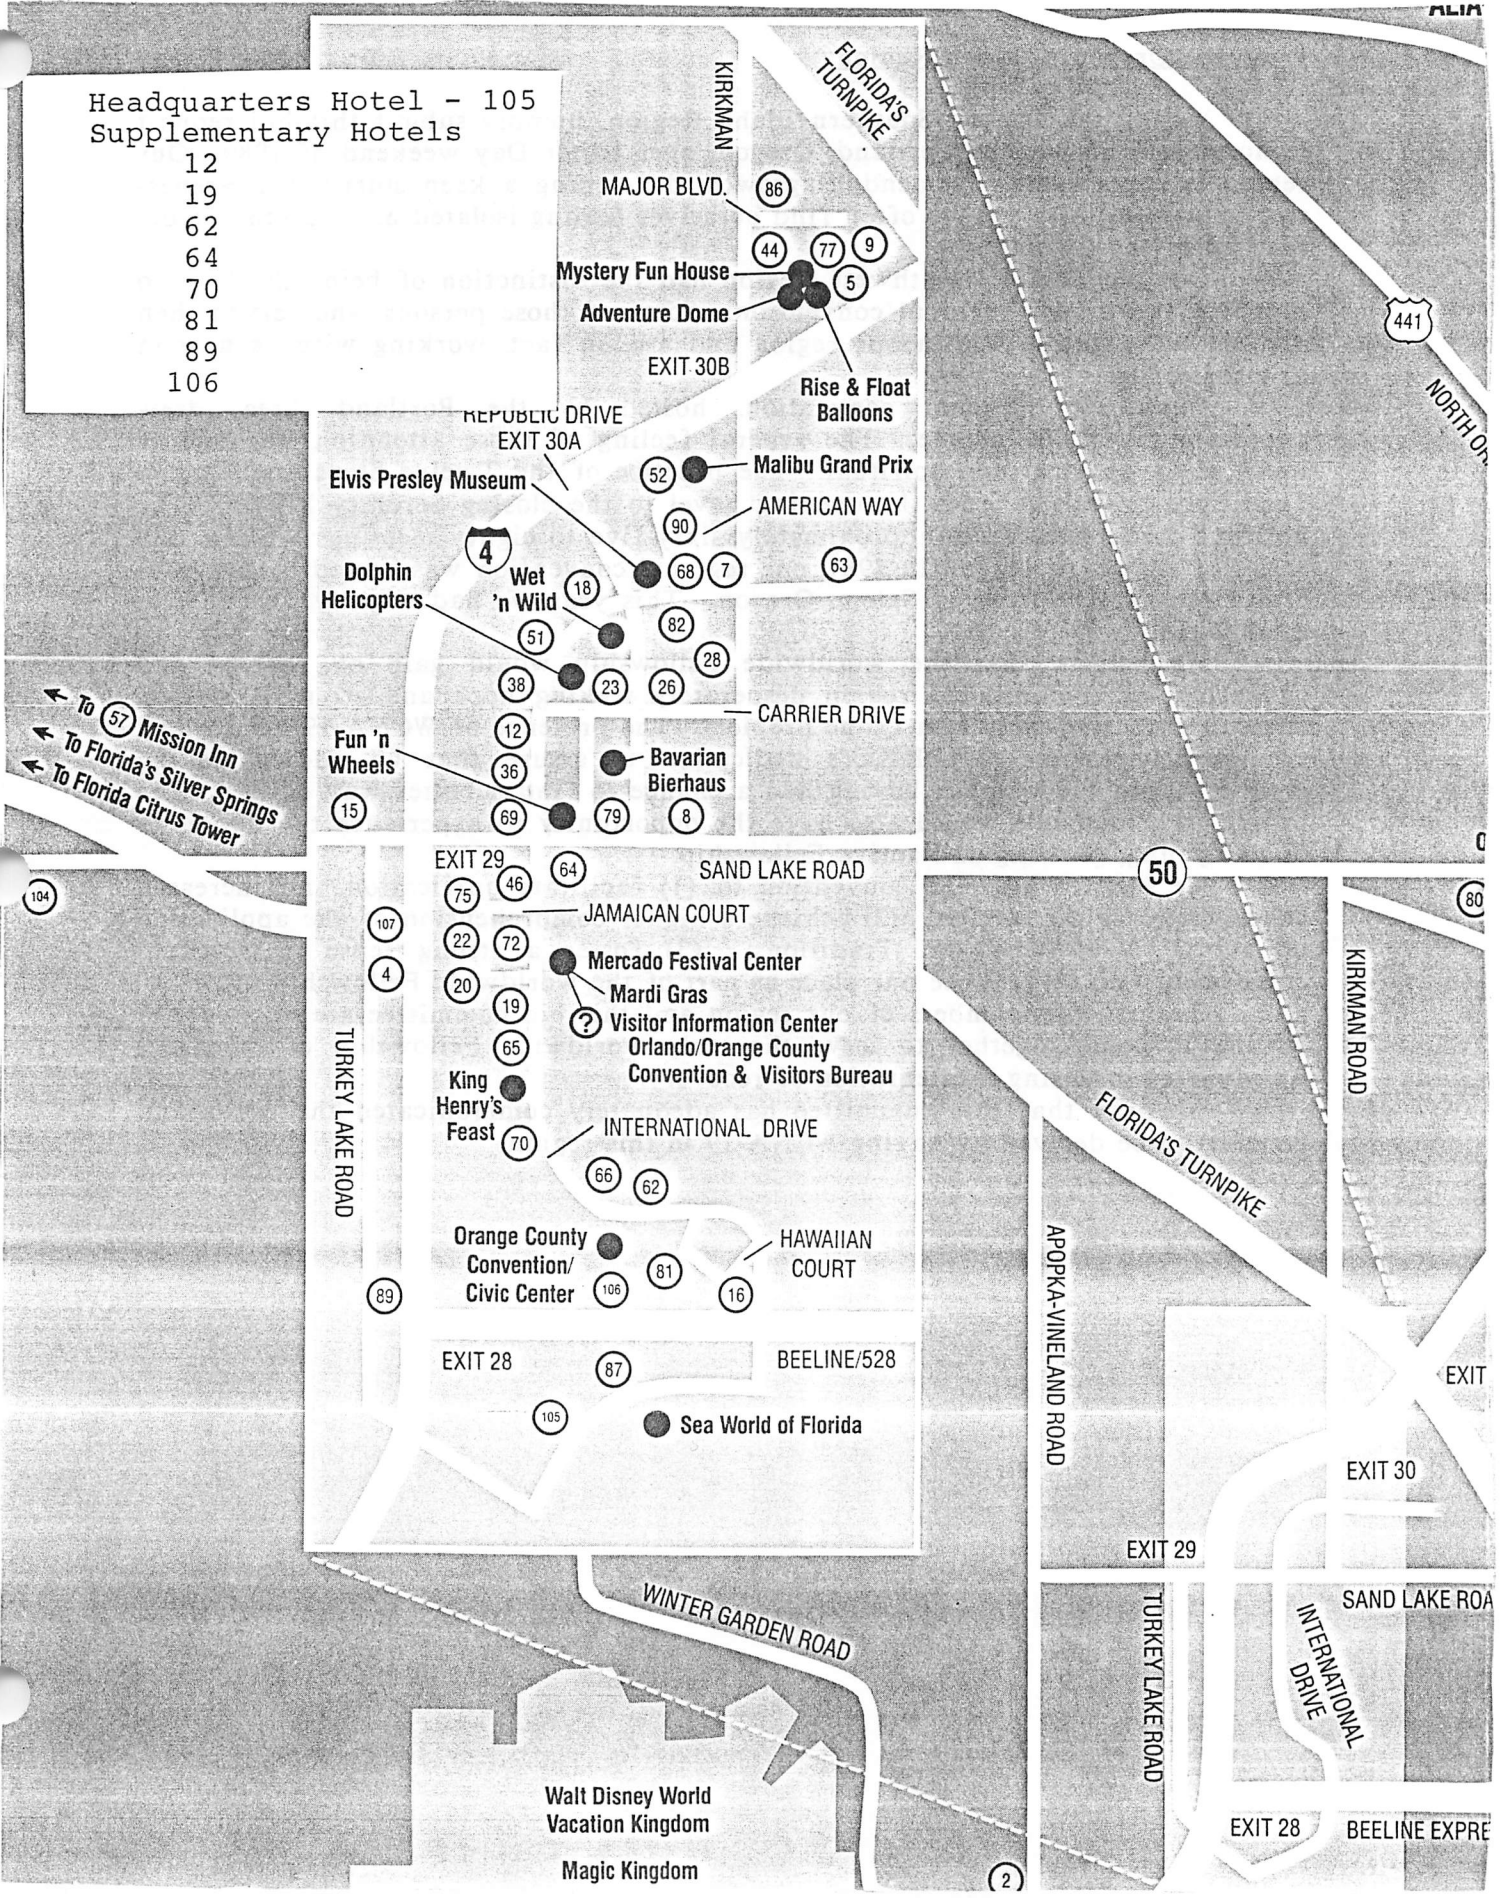 Headquarters Hotel - 105
Supplementary Hotels
12
19
62
64
70
81
89
106
KIRKMAN
FLORIDA'S
TURNPIKE
MAJOR BLVD.
86
44
77
9
5
Mystery Fun House
Adventure Dome
EXIT 30B
Rise & Float
Balloons
441
REPUBLIC DRIVE
EXIT 30A
Elvis Presley Museum
52
Malibu Grand Prix
AMERICAN WAY
90
4
68
7
63
Dolphin
Helicopters
Wet
'n Wild
18
51
82
28
38
23
26
CARRIER DRIVE
12
Fun 'n
Wheels
36
Bavarian
Bierhaus
15
69
79
8
To 57 Mission Inn
To Florida's Silver Springs
To Florida Citrus Tower
104
EXIT 29
64
SAND LAKE ROAD
50
80
75
46
JAMAICAN COURT
107
22
72
4
20
Mercado Festival Center
Mardi Gras
? Visitor Information Center
Orlando/Orange County
Convention & Visitors Bureau
19
65
TURKEY LAKE ROAD
King
Henry's
Feast
70
INTERNATIONAL DRIVE
66
62
KIRKMAN ROAD
FLORIDA'S TURNPIKE
Orange County
Convention/
Civic Center
81
106
HAWAIIAN
COURT
16
89
APOPKA-VINELAND ROAD
EXIT 28
87
BEELINE/528
EXIT
105
Sea World of Florida
EXIT 30
EXIT 29
SAND LAKE ROA
WINTER GARDEN ROAD
TURKEY LAKE ROAD
INTERNATIONAL
DRIVE
Walt Disney World
Vacation Kingdom
Magic Kingdom
EXIT 28
BEELINE EXPRE
2